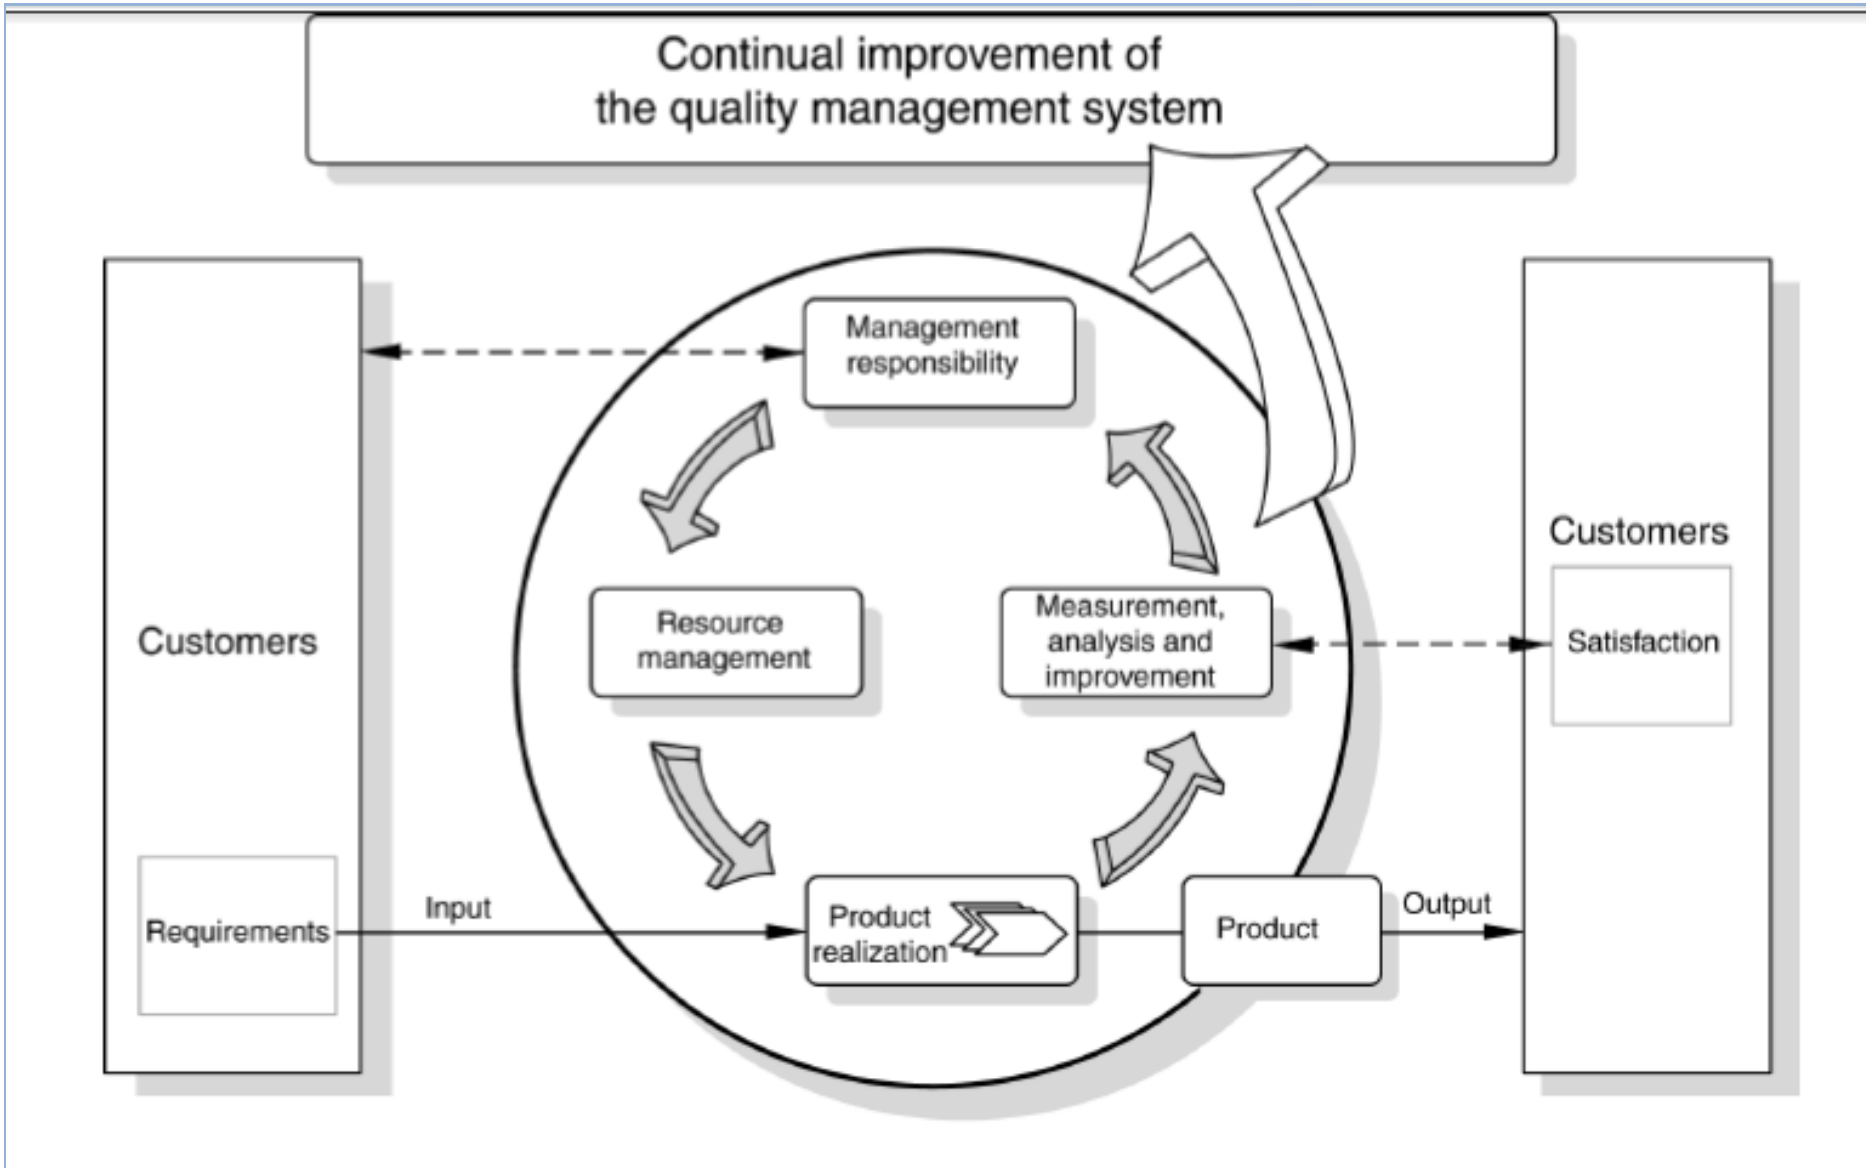 Continual improvement of
the quality management system
Management
responsibility
Customers
Resource
management
Measurement,
analysis and
improvement
Customers
Satisfaction
Requirements
Input
Product
realization
Product
Output